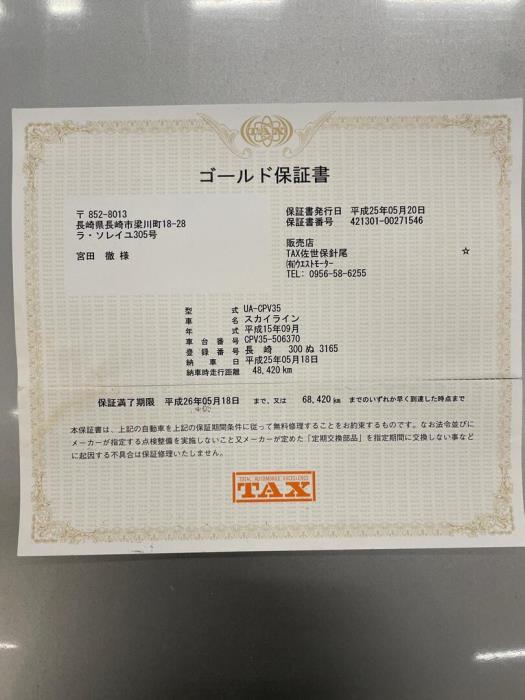 TAX
ゴールド保証書
〒 852-8013
長崎県長崎市梁川町18-28
ラ・ソレイユ305号
宮田 徹 様
保証書発行日 平成25年05月20日
保証書番号 421301-00271546
販売店
TAX佐世保針尾
㈲ウエストモーター
TEL: 0956-58-6255
☆
型式 UA-CPV35
車名 スカイライン
年式 平成15年09月
車台番号 CPV35-506370
登録番号 長崎 300 ぬ 3165
納車日 平成25年05月18日
納車時走行距離 48,420 km
保証満了期限 平成26年05月18日 まで、又は 68,420 km までのいずれか早く到達した時点まで
本保証書は、上記の自動車を上記の保証期間条件に従って無料修理することをお約束するものです。なお法令並びに
メーカーが指定する点検整備を実施しないこと又メーカーが定めた「定期交換部品」を指定期間に交換しない事など
に起因する不具合は保証修理いたしません。
TOTAL AUTOMOBILE EXCELLENCE
TAX